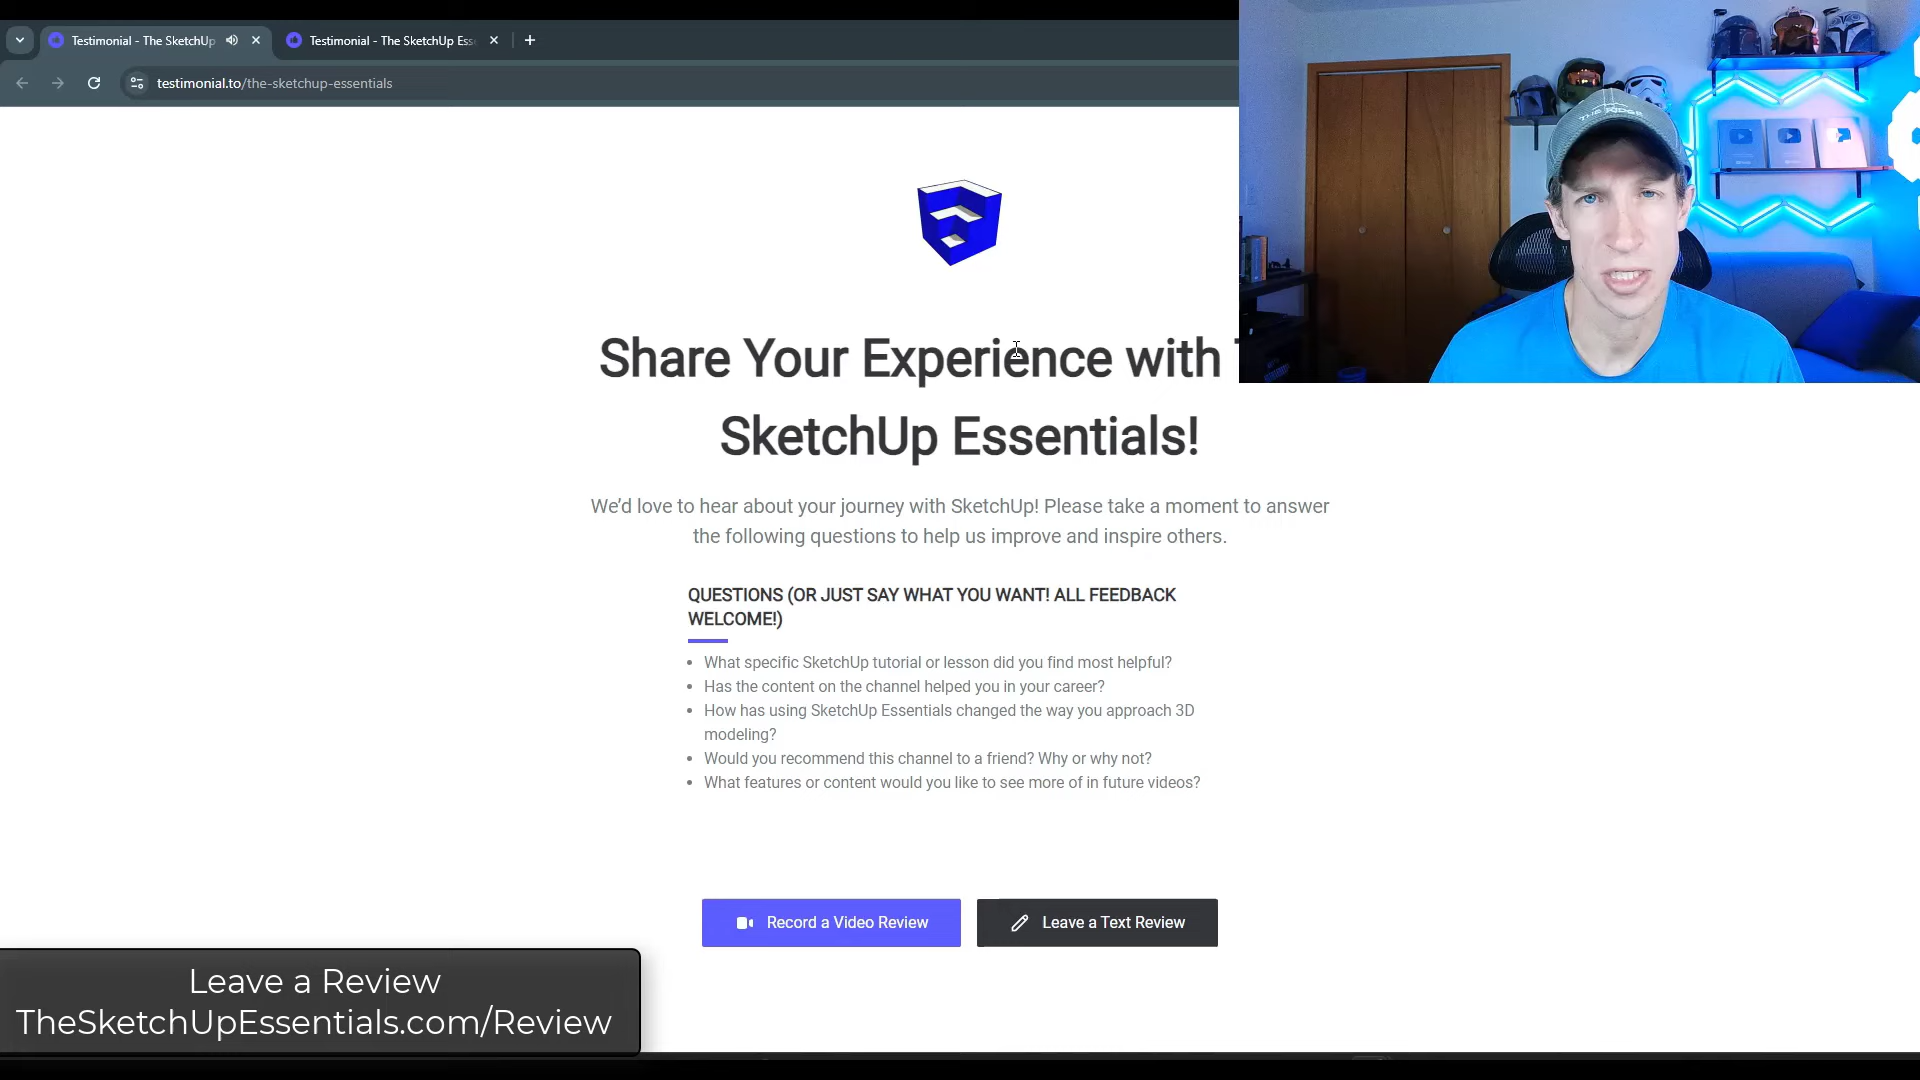 Testimonial - The SketchUp
Testimonial - The SketchUp Ess
testimonial.to/the-sketchup-essentials
THE RIDGE
Share Your Experience with
SketchUp Essentials!
We'd love to hear about your journey with SketchUp! Please take a moment to answer
the following questions to help us improve and inspire others.
QUESTIONS (OR JUST SAY WHAT YOU WANT! ALL FEEDBACK
WELCOME!)
• What specific SketchUp tutorial or lesson did you find most helpful?
• Has the content on the channel helped you in your career?
• How has using SketchUp Essentials changed the way you approach 3D
modeling?
• Would you recommend this channel to a friend? Why or why not?
• What features or content would you like to see more of in future videos?
Record a Video Review
Leave a Text Review
Leave a Review
TheSketchUpEssentials.com/Review